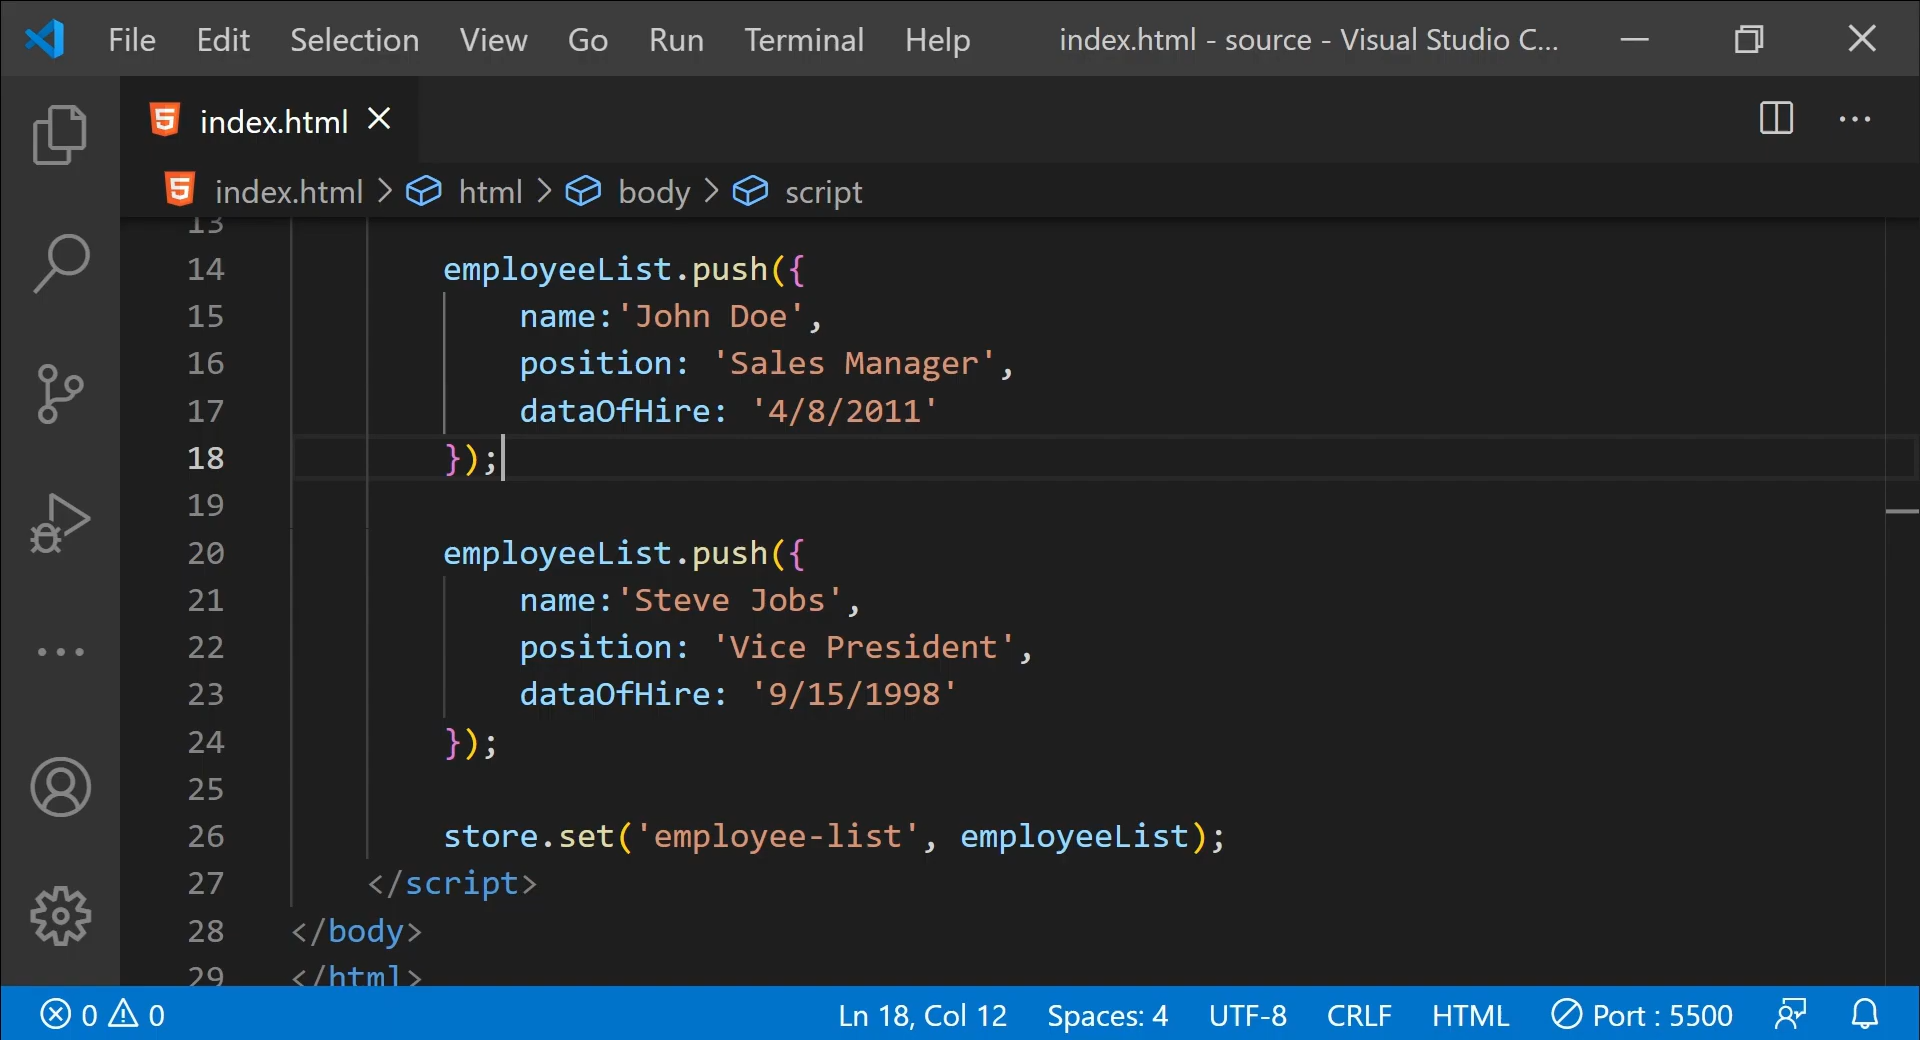 File Edit Selection View Go Run Terminal Help index.html - source - Visual Studio C...
index.html
index.html > html > body > script
13
14 employeeList.push({
15 name:'John Doe',
16 position: 'Sales Manager',
17 dataOfHire: '4/8/2011'
18 });
19
20 employeeList.push({
21 name:'Steve Jobs',
22 position: 'Vice President',
23 dataOfHire: '9/15/1998'
24 });
25
26 store.set('employee-list', employeeList);
27 </script>
28 </body>
29 </html>
0 0 Ln 18, Col 12 Spaces: 4 UTF-8 CRLF HTML Port : 5500